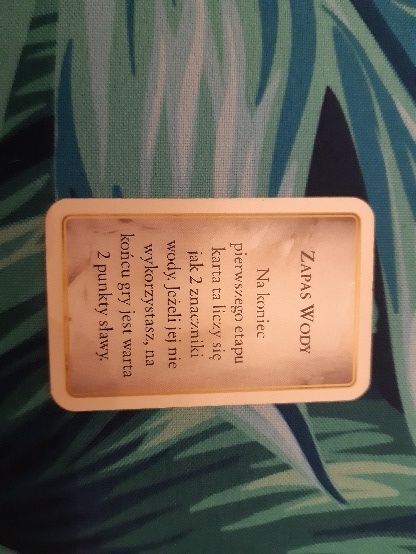 ZAPAS WODY
Na koniec
pierwszego etapu
karta ta liczy się
jak 2 znaczniki
wody. Jeżeli jej nie
wykorzystasz, na
końcu gry jest warta
2 punkty sławy.